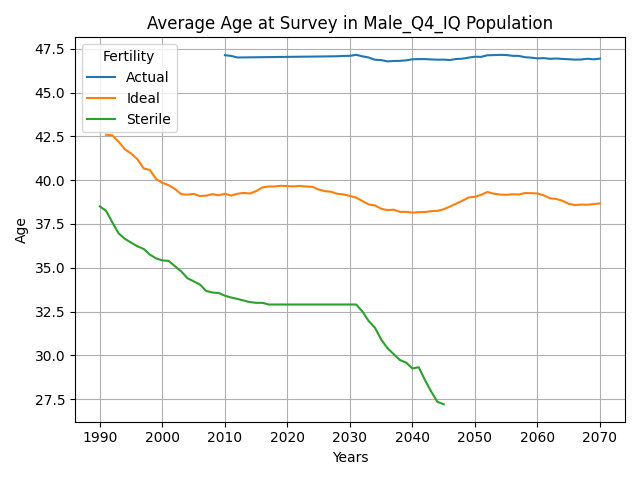 Average Age at Survey in Male_Q4_IQ Population
Fertility
Actual
Ideal
Sterile
Age
47.5
45.0
42.5
40.0
37.5
35.0
32.5
30.0
27.5
1990 2000 2010 2020 2030 2040 2050 2060 2070
Years